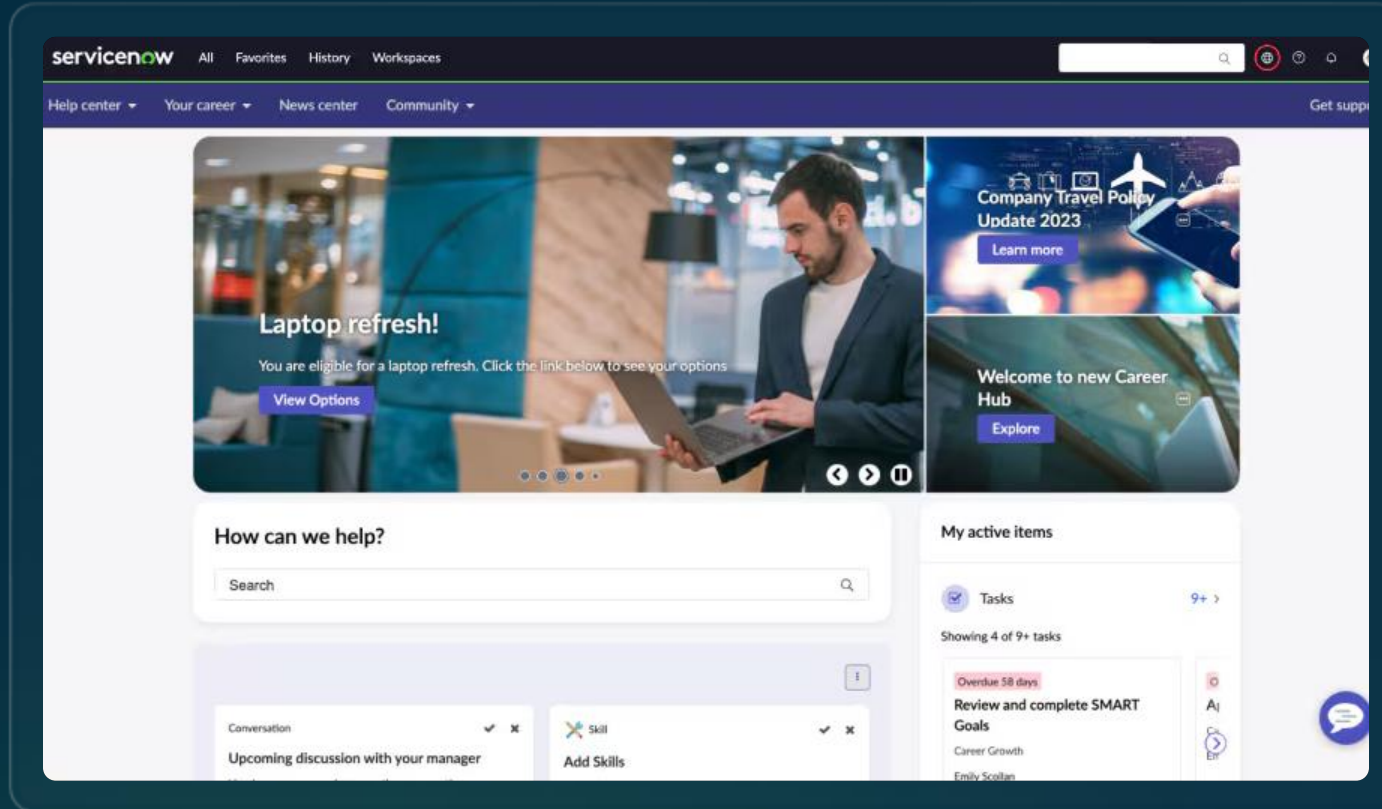 servicenow All Favorites History Workspaces
Help center Your career News center Community Get
Laptop refresh!
You are eligible for a laptop refresh. Click the link below to see your options
View Options
Company Travel Policy
Update 2023
Learn more
Welcome to new Career
Hub
Explore
How can we help?
Search
My active items
Tasks 9+
Showing 4 of 9+ tasks
Overdue 58 days
Review and complete SMART
Goals
Career Growth
Emily Scollan
Conversation
Upcoming discussion with your manager
Skill
Add Skills